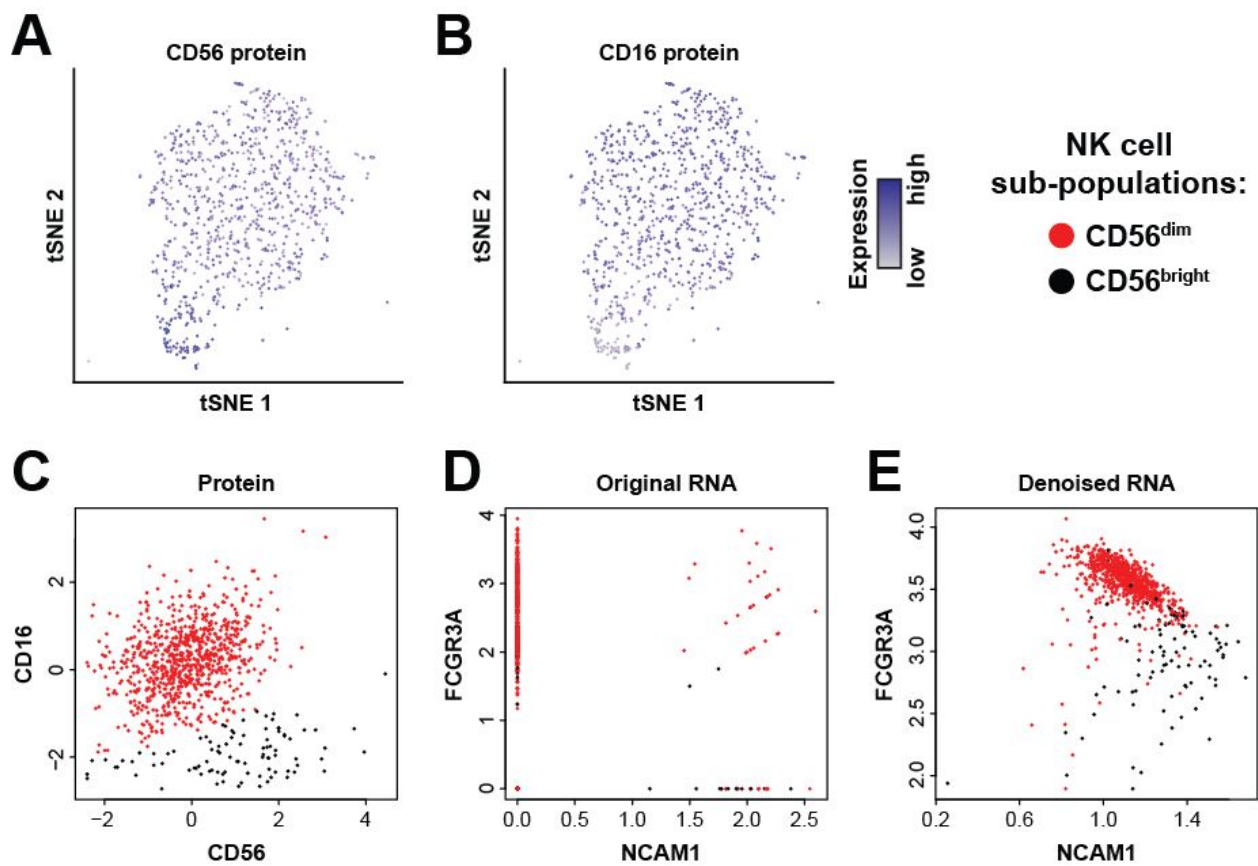 A
CD56 protein
tSNE 2
tSNE 1
B
CD16 protein
tSNE 2
tSNE 1
Expression
low high
NK cell
sub-populations:
CD56dim
CD56bright
C
Protein
CD16
2
0
−2
−2 0 2 4
CD56
D
Original RNA
FCGR3A
4
3
2
1
0
0.0 0.5 1.0 1.5 2.0 2.5
NCAM1
E
Denoised RNA
FCGR3A
4.0
3.5
3.0
2.5
2.0
0.2 0.6 1.0 1.4
NCAM1